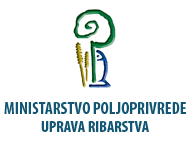 MINISTARSTVO POLJOPRIVREDE
UPRAVA RIBARSTVA